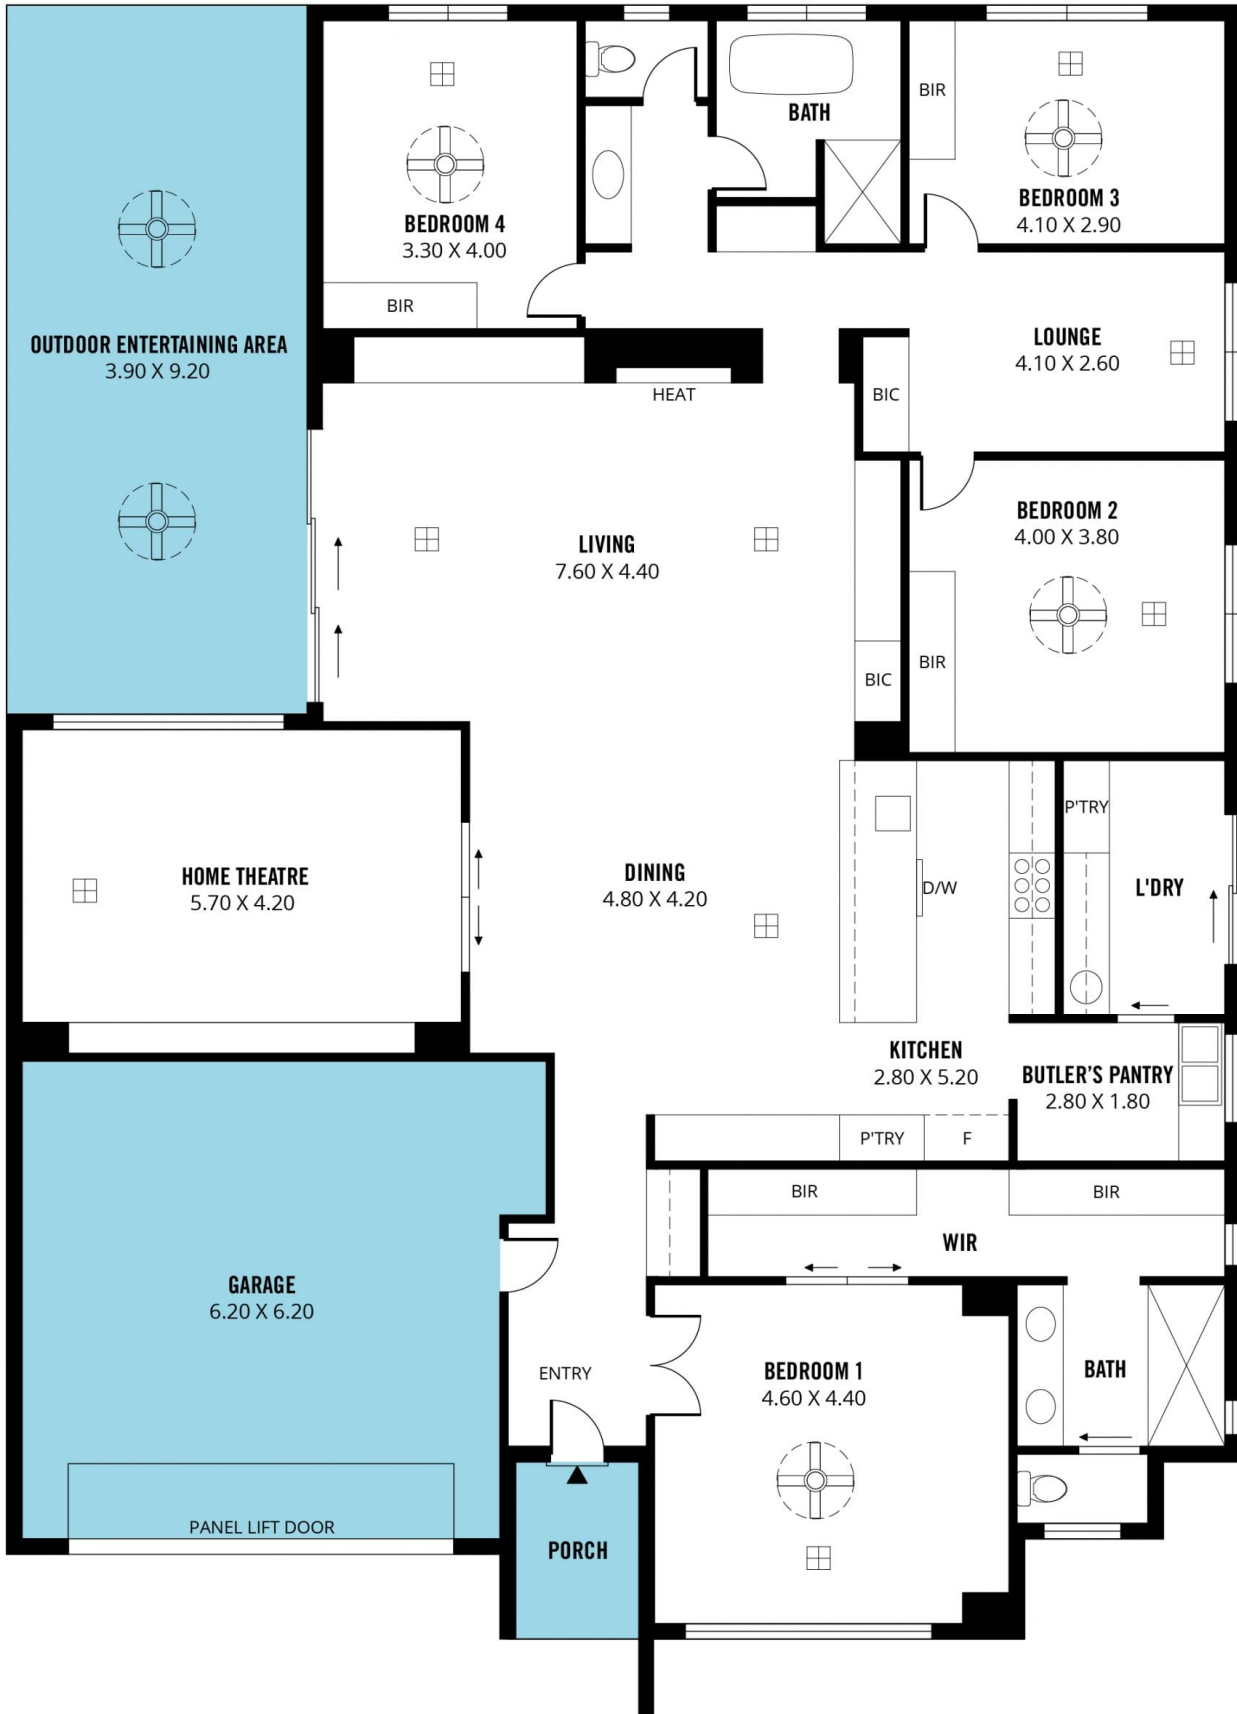 BATH
BIR
BEDROOM 3
4.10 X 2.90
BEDROOM 4
3.30 X 4.00
BIR
OUTDOOR ENTERTAINING AREA
3.90 X 9.20
LOUNGE
4.10 X 2.60
HEAT
BIC
LIVING
7.60 X 4.40
BEDROOM 2
4.00 X 3.80
BIR
BIC
P'TRY
HOME THEATRE
5.70 X 4.20
DINING
4.80 X 4.20
D/W
L'DRY
KITCHEN
2.80 X 5.20
BUTLER'S PANTRY
2.80 X 1.80
P'TRY
F
BIR
BIR
WIR
GARAGE
6.20 X 6.20
ENTRY
BEDROOM 1
4.60 X 4.40
BATH
PANEL LIFT DOOR
PORCH